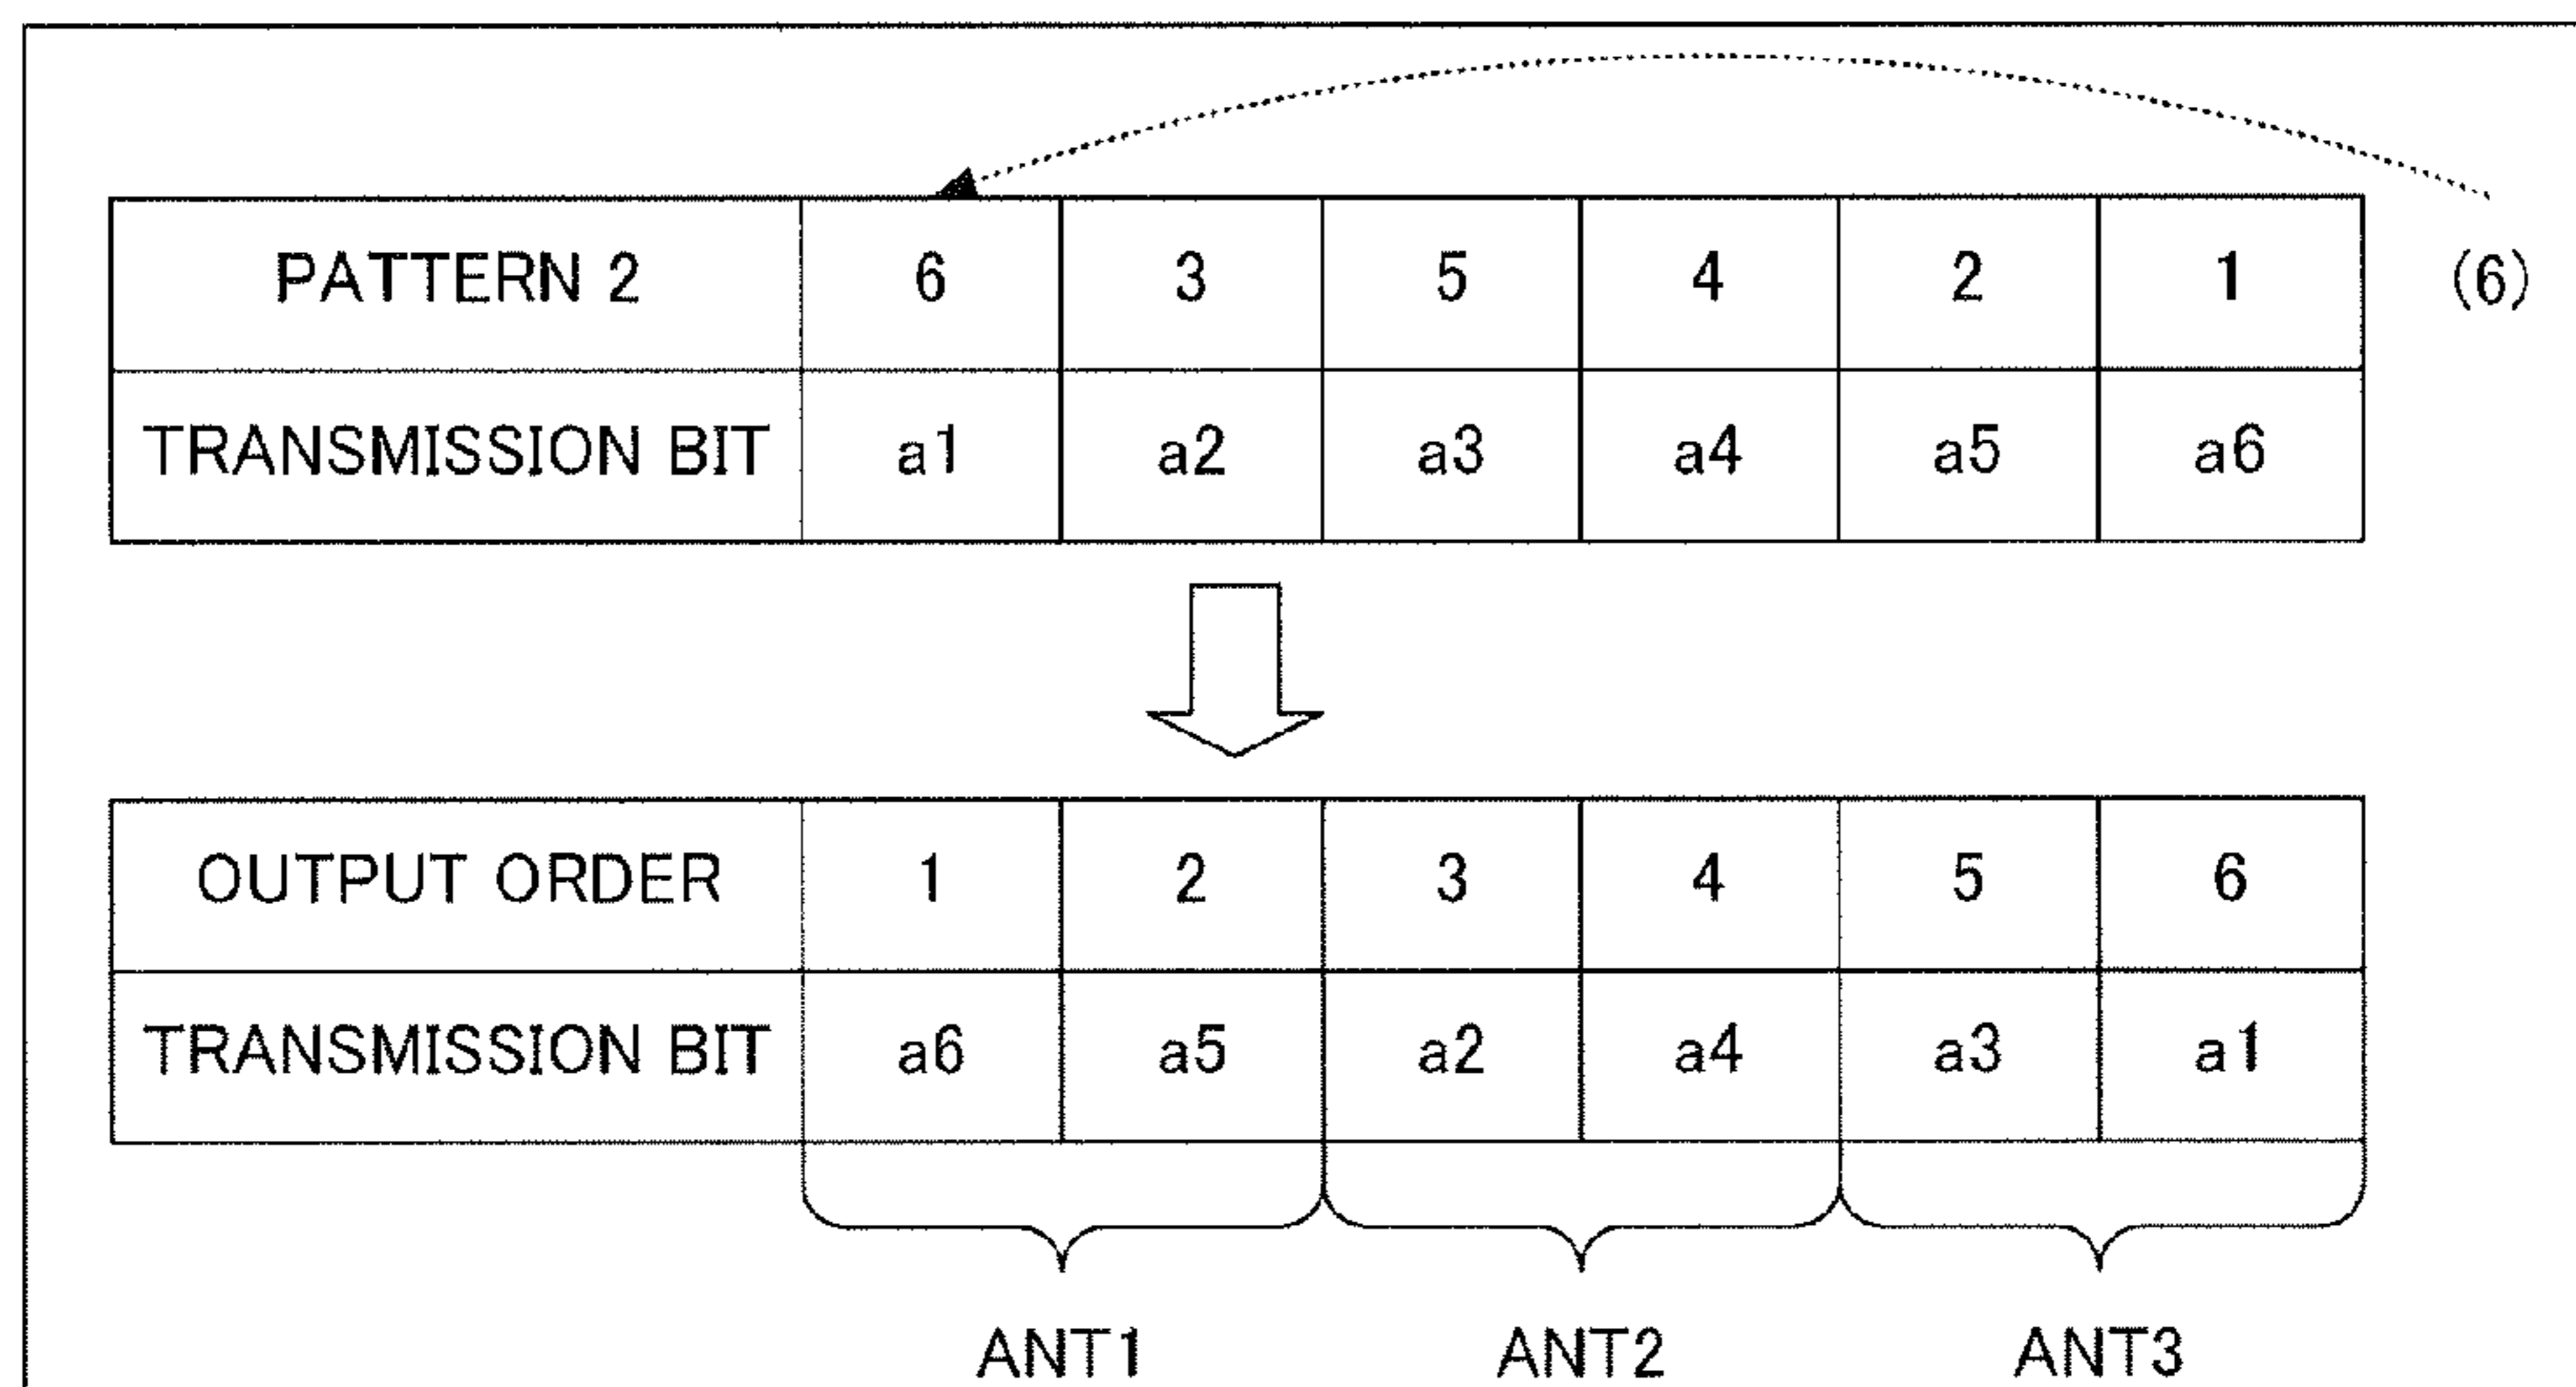 PATTERN 2 6 3 5 4 2 1 (6)
TRANSMISSION BIT a1 a2 a3 a4 a5 a6
OUTPUT ORDER 1 2 3 4 5 6
TRANSMISSION BIT a6 a5 a2 a4 a3 a1
ANT1 ANT2 ANT3